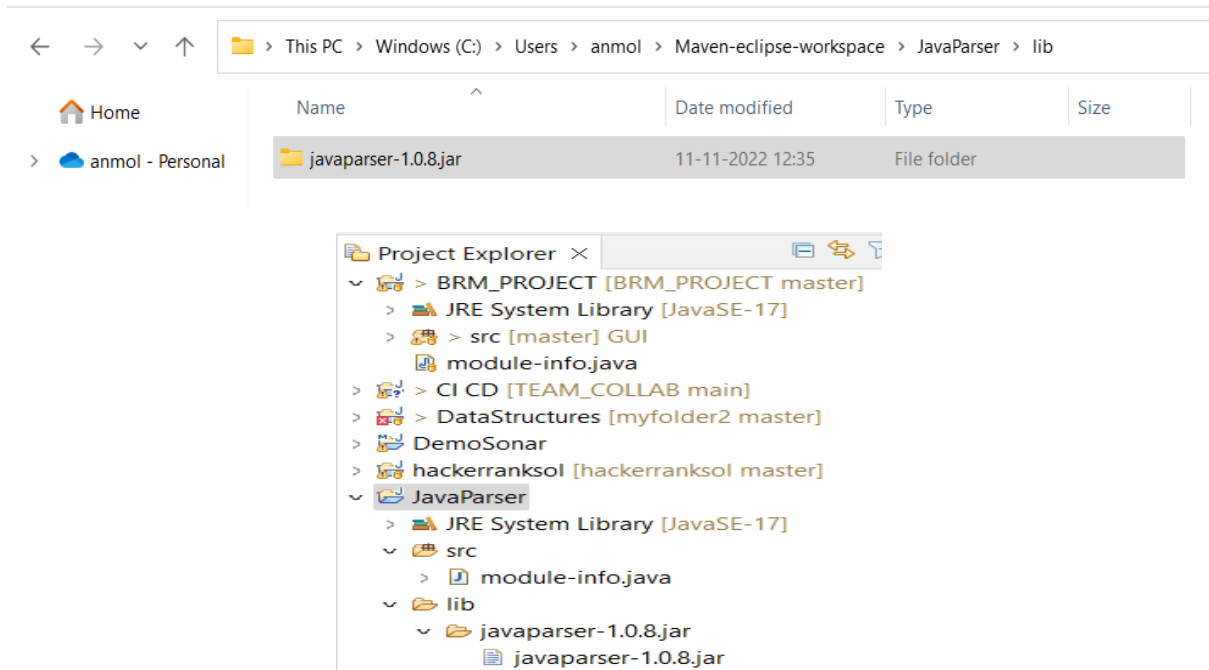 This PC > Windows (C:) > Users > anmol > Maven-eclipse-workspace > JavaParser > lib
Home
Name Date modified Type Size
> anmol - Personal
javaparser-1.0.8.jar 11-11-2022 12:35 File folder
Project Explorer
> BRM_PROJECT [BRM_PROJECT master]
JRE System Library [JavaSE-17]
> src [master] GUI
module-info.java
> CI CD [TEAM_COLLAB main]
> DataStructures [myfolder2 master]
DemoSonar
hackerranksol [hackerranksol master]
JavaParser
JRE System Library [JavaSE-17]
src
module-info.java
lib
javaparser-1.0.8.jar
javaparser-1.0.8.jar